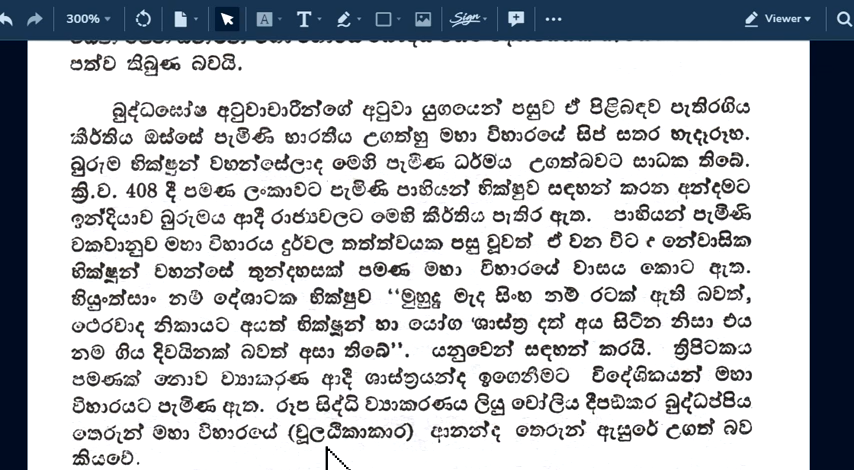 300%
Sign
Viewer
පත්ව තිබුණ බවයි.
බුද්ධඝෝෂ අටුවාචාරීන්ගේ අටුවා යුගයෙන් පසුව ඒ පිළිබඳව පැතිරගිය
කීර්තිය ඔස්සේ පැමිණි භාරතීය උගත්හු මහා විහාරයේ සිප් සතර හැදෑරූහ.
බුරුම භික්ෂූන් වහන්සේලාද මෙහි පැමිණ ධර්මය උගත්බවට සාධක තිබේ.
ක්‍රි.ව. 408 දී පමණ ලංකාවට පැමිණි පාහියන් භික්ෂුව සඳහන් කරන අන්දමට
ඉන්දියාව බුරුමය ආදී රාජ්‍යවලට මෙහි කීර්තිය පැතිර ඇත. පාහියන් පැමිණි
වකවානුව මහා විහාරය දුර්වල තත්ත්වයක පසු වූවත් ඒ වන විට ද නේවාසික
භික්ෂූන් වහන්සේ තුන්දහසක් පමණ මහා විහාරයේ වාසය කොට ඇත.
හියුංත්සාං නම් දේශාටක භික්ෂුව "මුහුදු මැද සිංහ නම් රටක් ඇති බවත්,
ථෙරවාද නිකායට අයත් භික්ෂූන් හා යෝග ශාස්ත්‍ර දත් අය සිටින නිසා එය
නම ගිය දිවයිනක් බවත් අසා තිබේ". යනුවෙන් සඳහන් කරයි. ත්‍රිපිටකය
පමණක් නොව ව්‍යාකරණ ආදී ශාස්ත්‍රයන්ද ඉගෙනීමට විදේශිකයන් මහා
විහාරයට පැමිණ ඇත. රූප සිද්ධි ව්‍යාකරණය ලියූ චෝලිය දීපඞ්කර බුද්ධප්පිය
තෙරුන් මහා විහාරයේ (චූලඨීකාකාර) ආනන්ද තෙරුන් ඇසුරේ උගත් බව
කියවේ.